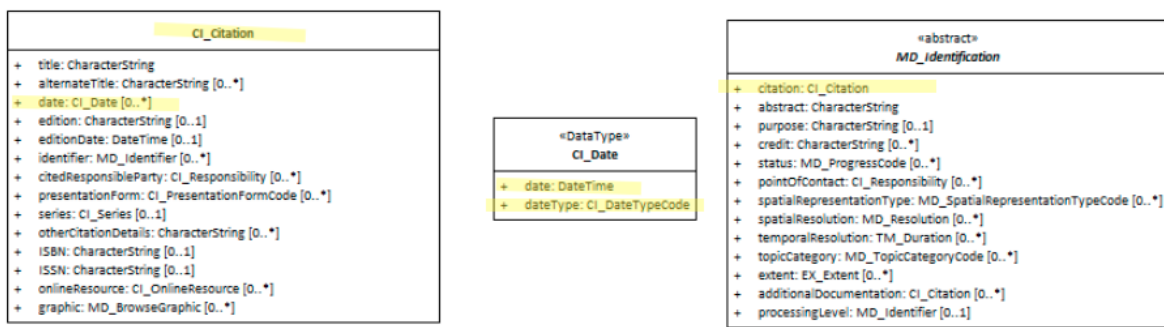 CI_Citation
+ title: CharacterString
+ alternateTitle: CharacterString [0..*]
+ date: CI_Date [0..*]
+ edition: CharacterString [0..1]
+ editionDate: DateTime [0..1]
+ identifier: MD_Identifier [0..*]
+ citedResponsibleParty: CI_Responsibility [0..*]
+ presentationForm: CI_PresentationFormCode [0..*]
+ series: CI_Series [0..1]
+ otherCitationDetails: CharacterString [0..*]
+ ISBN: CharacterString [0..1]
+ ISSN: CharacterString [0..1]
+ onlineResource: CI_OnlineResource [0..*]
+ graphic: MD_BrowseGraphic [0..*]
«DataType»
CI_Date
+ date: DateTime
+ dateType: CI_DateTypeCode
«abstract»
MD_Identification
+ citation: CI_Citation
+ abstract: CharacterString
+ purpose: CharacterString [0..1]
+ credit: CharacterString [0..*]
+ status: MD_ProgressCode [0..*]
+ pointOfContact: CI_Responsibility [0..*]
+ spatialRepresentationType: MD_SpatialRepresentationTypeCode [0..*]
+ spatialResolution: MD_Resolution [0..*]
+ temporalResolution: TM_Duration [0..*]
+ topicCategory: MD_TopicCategoryCode [0..*]
+ extent: EX_Extent [0..*]
+ additionalDocumentation: CI_Citation [0..*]
+ processingLevel: MD_Identifier [0..1]